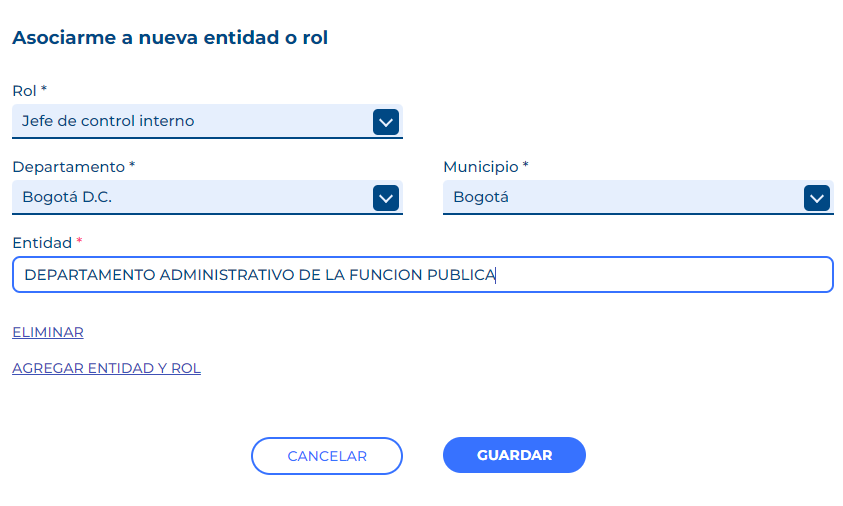 Asociarme a nueva entidad o rol
Rol *
Jefe de control interno
Departamento *
Municipio *
Bogotá D.C.
Bogotá
Entidad *
DEPARTAMENTO ADMINISTRATIVO DE LA FUNCION PUBLICA
ELIMINAR
AGREGAR ENTIDAD Y ROL
CANCELAR
GUARDAR